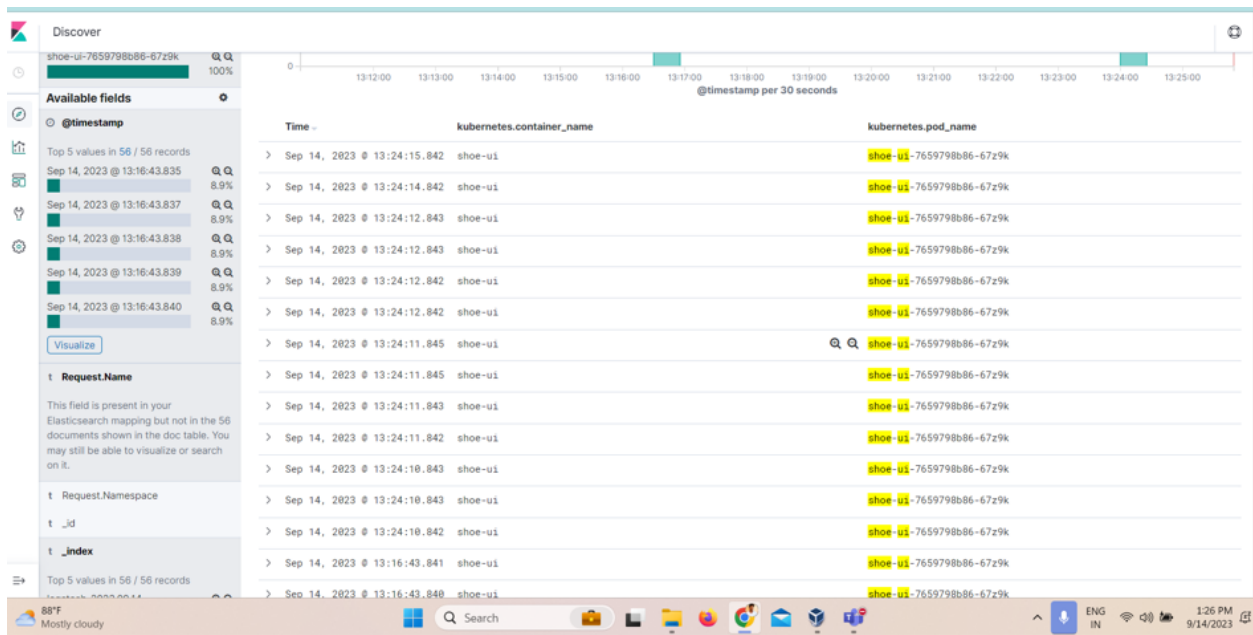 Discover
shoe-ui-7659798b86-67z9k
100%
Available fields
@timestamp
Top 5 values in 56 / 56 records
Sep 14, 2023 @ 13:16:43.835
8.9%
Sep 14, 2023 @ 13:16:43.837
8.9%
Sep 14, 2023 @ 13:16:43.838
8.9%
Sep 14, 2023 @ 13:16:43.839
8.9%
Sep 14, 2023 @ 13:16:43.840
8.9%
Visualize
t Request.Name
This field is present in your
Elasticsearch mapping but not in the 56
documents shown in the doc table. You
may still be able to visualize or search
on it.
t Request.Namespace
t _id
t _index
Top 5 values in 56 / 56 records
0
13:12:00 13:13:00 13:14:00 13:15:00 13:16:00 13:17:00 13:18:00 13:19:00 13:20:00 13:21:00 13:22:00 13:23:00 13:24:00 13:25:00
@timestamp per 30 seconds
Time kubernetes.container_name kubernetes.pod_name
Sep 14, 2023 @ 13:24:15.842 shoe-ui shoe-ui-7659798b86-67z9k
Sep 14, 2023 @ 13:24:14.842 shoe-ui shoe-ui-7659798b86-67z9k
Sep 14, 2023 @ 13:24:12.843 shoe-ui shoe-ui-7659798b86-67z9k
Sep 14, 2023 @ 13:24:12.843 shoe-ui shoe-ui-7659798b86-67z9k
Sep 14, 2023 @ 13:24:12.842 shoe-ui shoe-ui-7659798b86-67z9k
Sep 14, 2023 @ 13:24:12.842 shoe-ui shoe-ui-7659798b86-67z9k
Sep 14, 2023 @ 13:24:11.845 shoe-ui shoe-ui-7659798b86-67z9k
Sep 14, 2023 @ 13:24:11.845 shoe-ui shoe-ui-7659798b86-67z9k
Sep 14, 2023 @ 13:24:11.843 shoe-ui shoe-ui-7659798b86-67z9k
Sep 14, 2023 @ 13:24:11.842 shoe-ui shoe-ui-7659798b86-67z9k
Sep 14, 2023 @ 13:24:10.843 shoe-ui shoe-ui-7659798b86-67z9k
Sep 14, 2023 @ 13:24:10.843 shoe-ui shoe-ui-7659798b86-67z9k
Sep 14, 2023 @ 13:24:10.842 shoe-ui shoe-ui-7659798b86-67z9k
Sep 14, 2023 @ 13:16:43.841 shoe-ui shoe-ui-7659798b86-67z9k
Sep 14, 2023 @ 13:16:43.840 shoe-ui shoe-ui-7659798b86-67z9k
88°F
Mostly cloudy
Search
ENG
IN
1:26 PM
9/14/2023